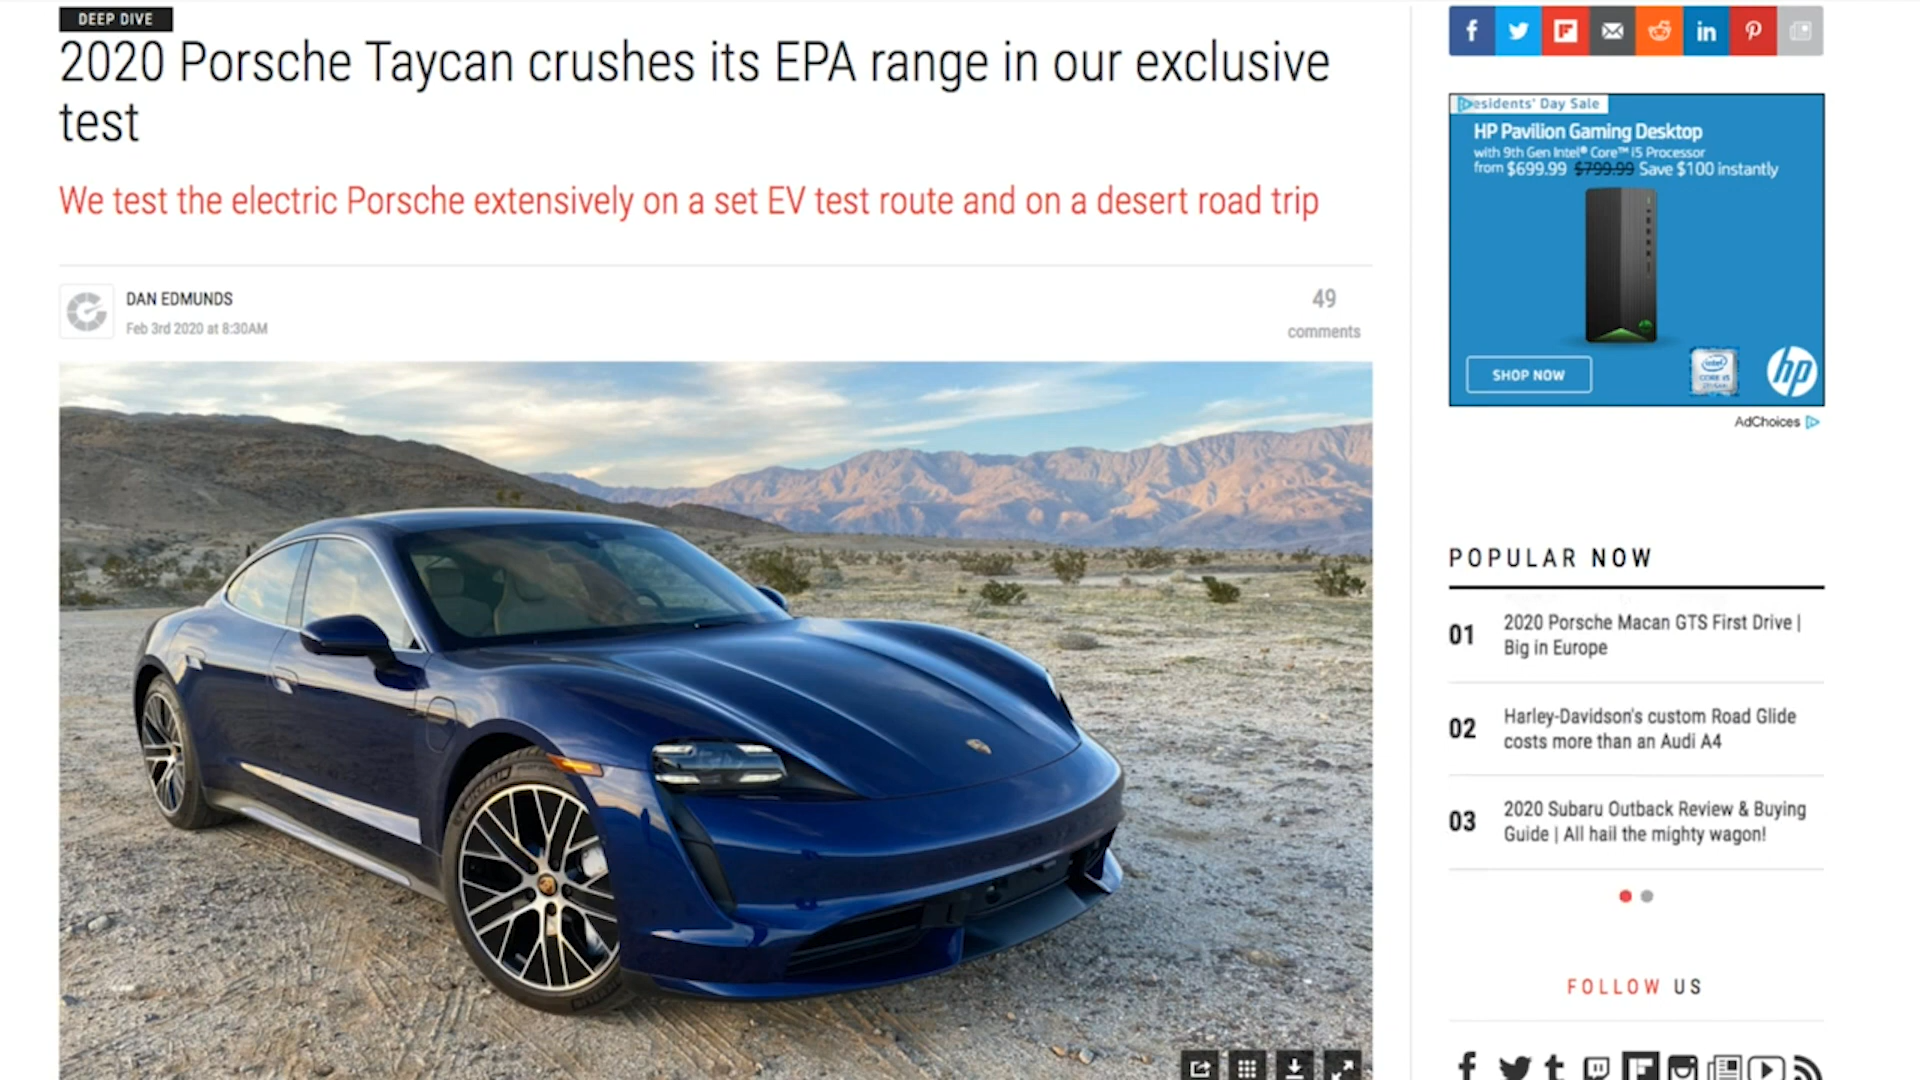 DEEP DIVE
2020 Porsche Taycan crushes its EPA range in our exclusive
test
We test the electric Porsche extensively on a set EV test route and on a desert road trip
DAN EDMUNDS
Feb 3rd 2020 at 8:30AM
49
comments
esidents' Day Sale
HP Pavilion Gaming Desktop
with 9th Gen Intel® Core™ i5 Processor
from $699.99 $799.99 Save $100 instantly
SHOP NOW
intel
CORE i5
hp
AdChoices
POPULAR NOW
01
2020 Porsche Macan GTS First Drive |
Big in Europe
02
Harley-Davidson's custom Road Glide
costs more than an Audi A4
03
2020 Subaru Outback Review & Buying
Guide | All hail the mighty wagon!
FOLLOW US